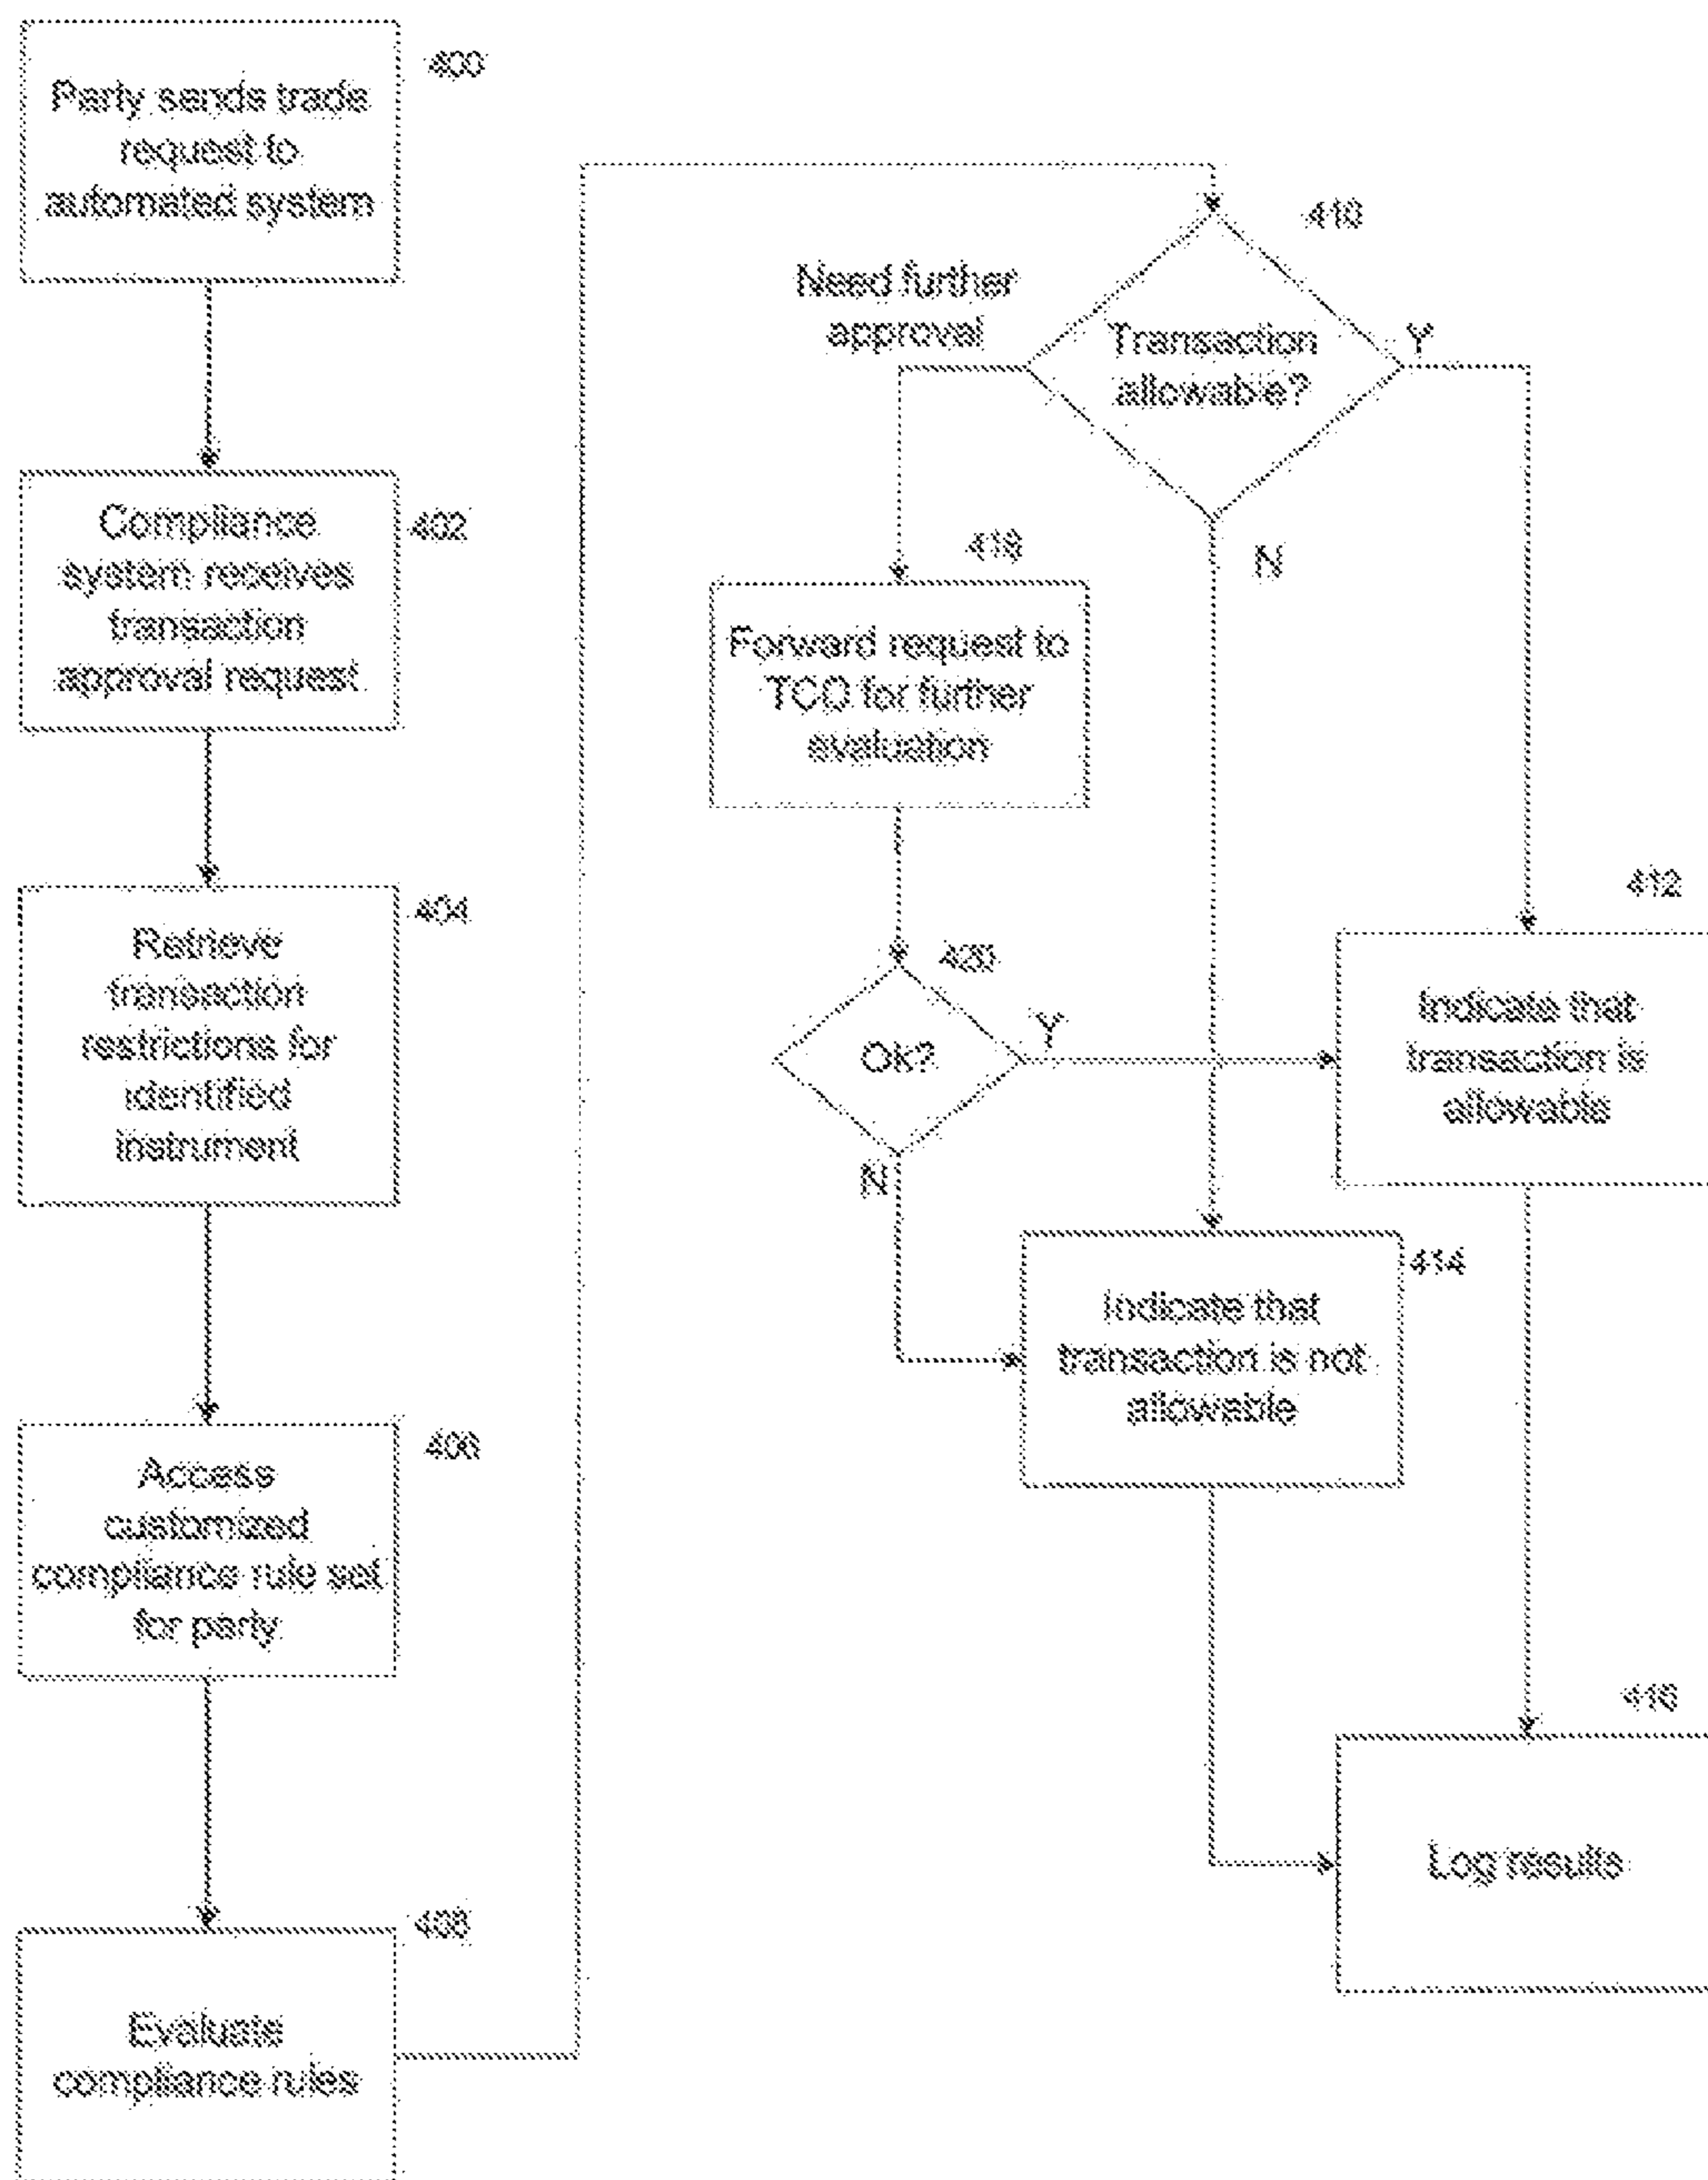 400
Party sends trade
request to
automated system
402
Compliance
system receives
transaction
approval request
404
Retrieve
transaction
restrictions for
identified
instrument
406
Access
customized
compliance rule set
for party
408
Evaluate
compliance rules
410
Transaction
allowable?
Need further
approval
Y
N
418
Forward request to
TCO for further
evaluation
420
Ok?
Y
N
412
Indicate that
transaction is
allowable
414
Indicate that
transaction is not
allowable
416
Log results